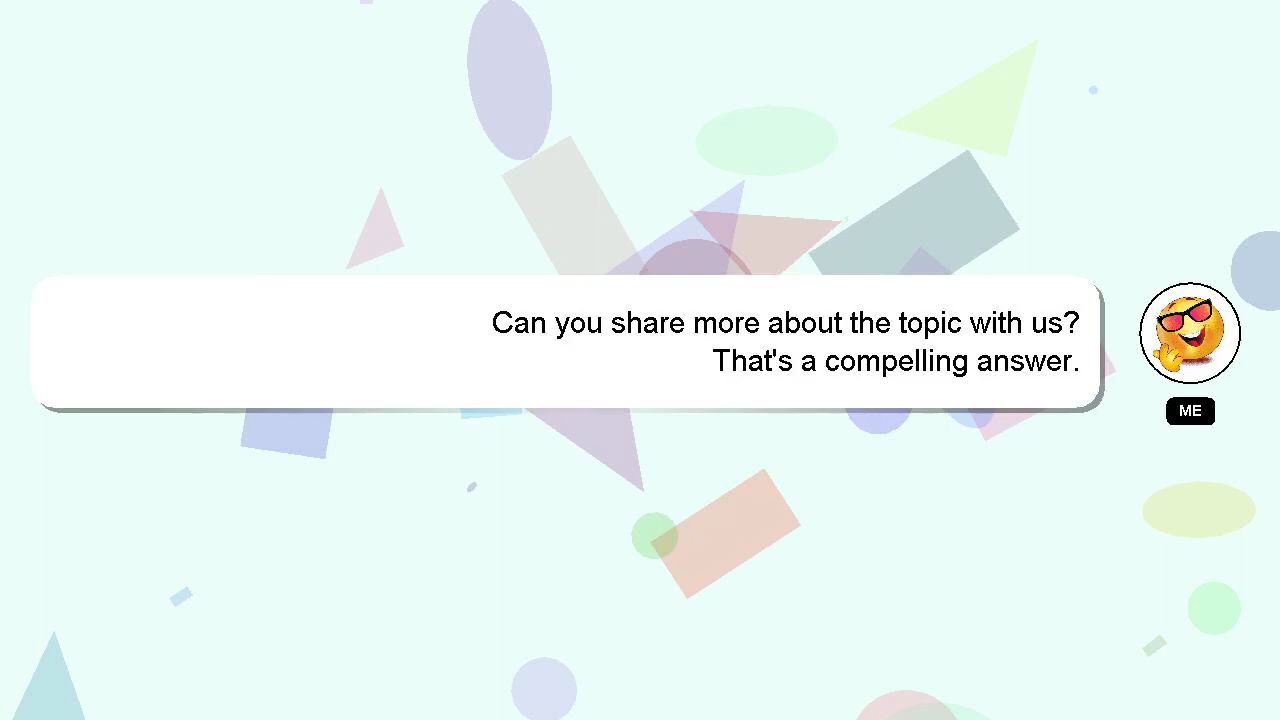 Can you share more about the topic with us?
That's a compelling answer.
ME